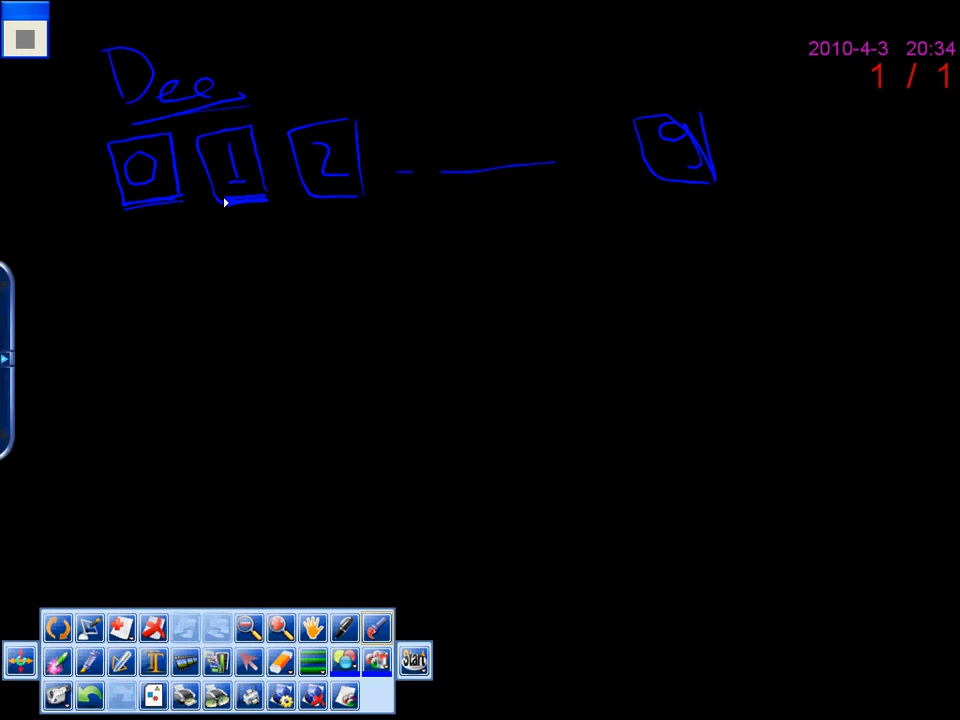 2010-4-3 20:34
1 / 1
Dec
0 1 2 - — 9
Start